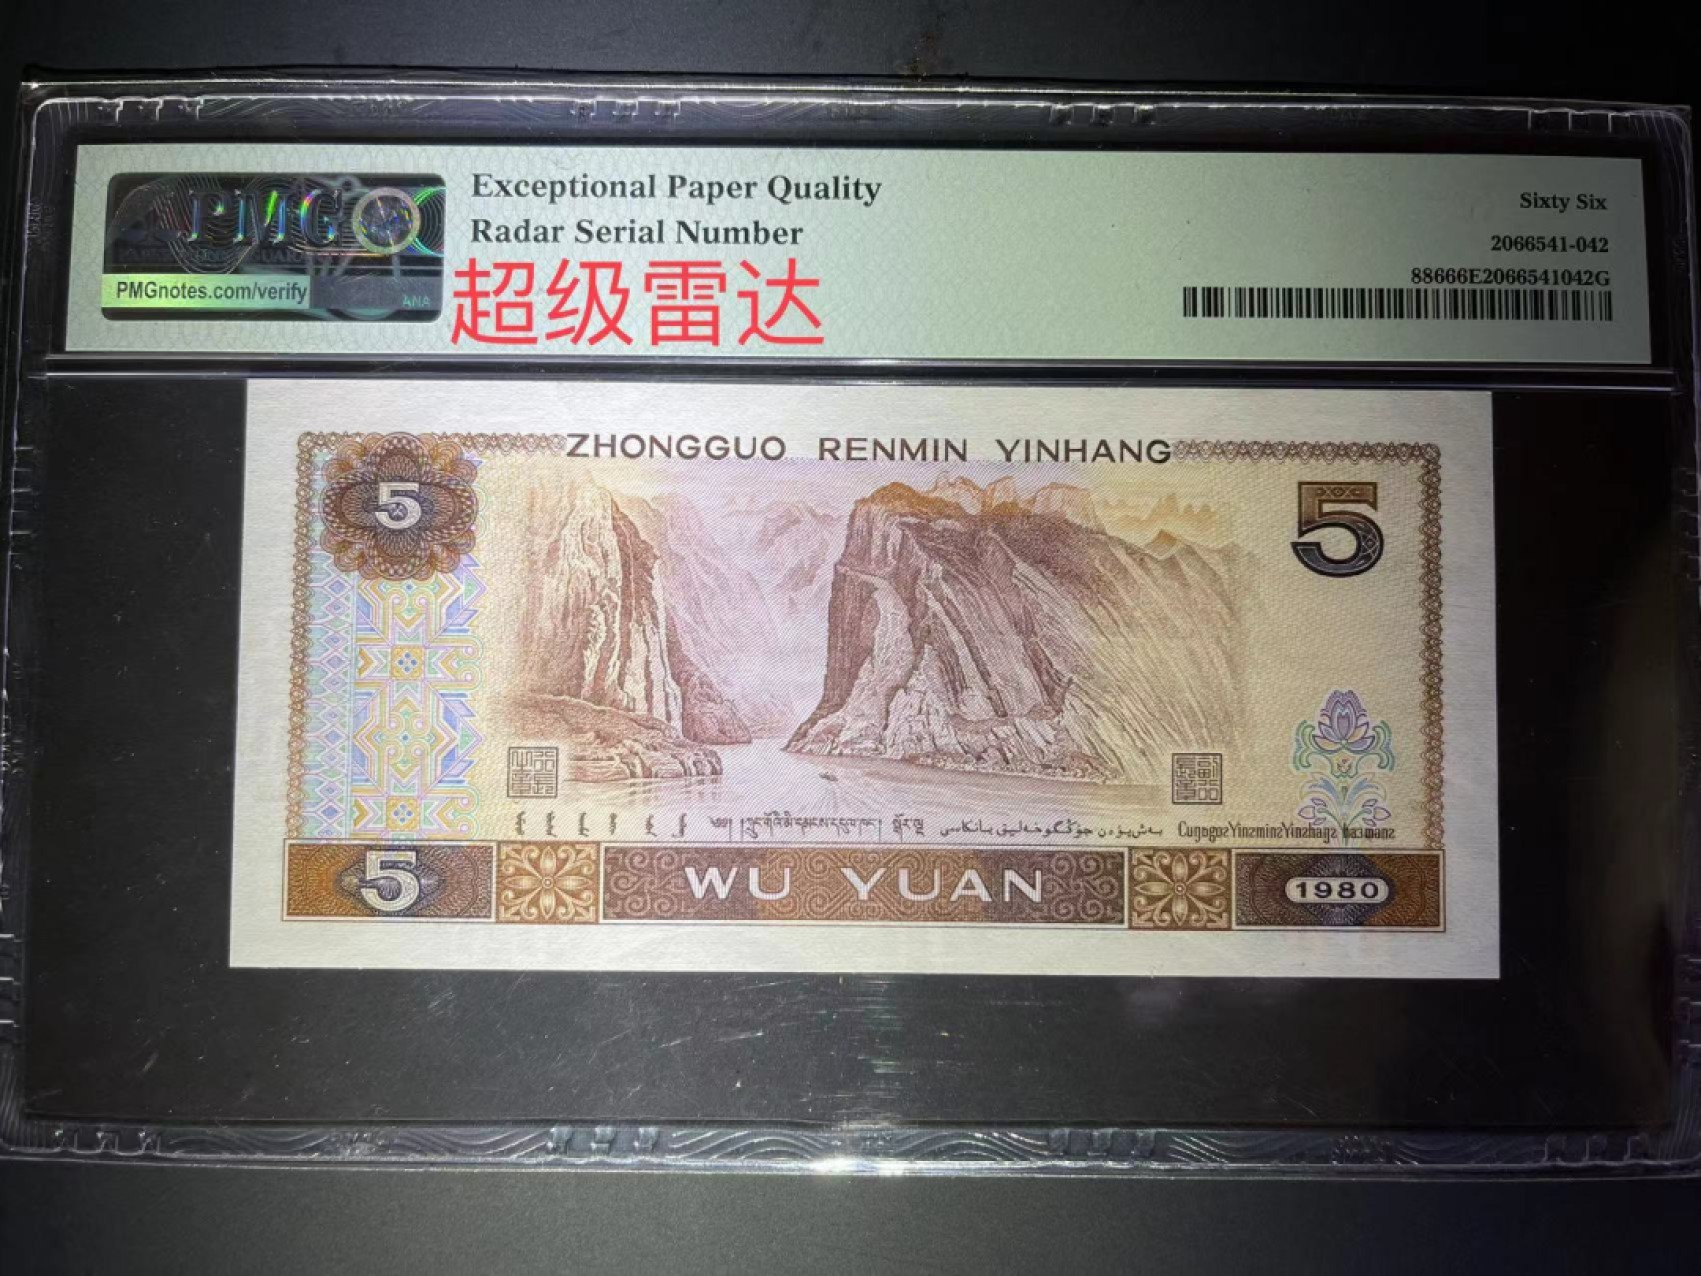 PMG
Exceptional Paper Quality
Radar Serial Number
超级雷达
PMGnotes.com/verify
ANA
Sixty Six
2066541-042
88666E2066541042G
ZHONGGUO RENMIN YINHANG
5
5
5 WU YUAN 1980